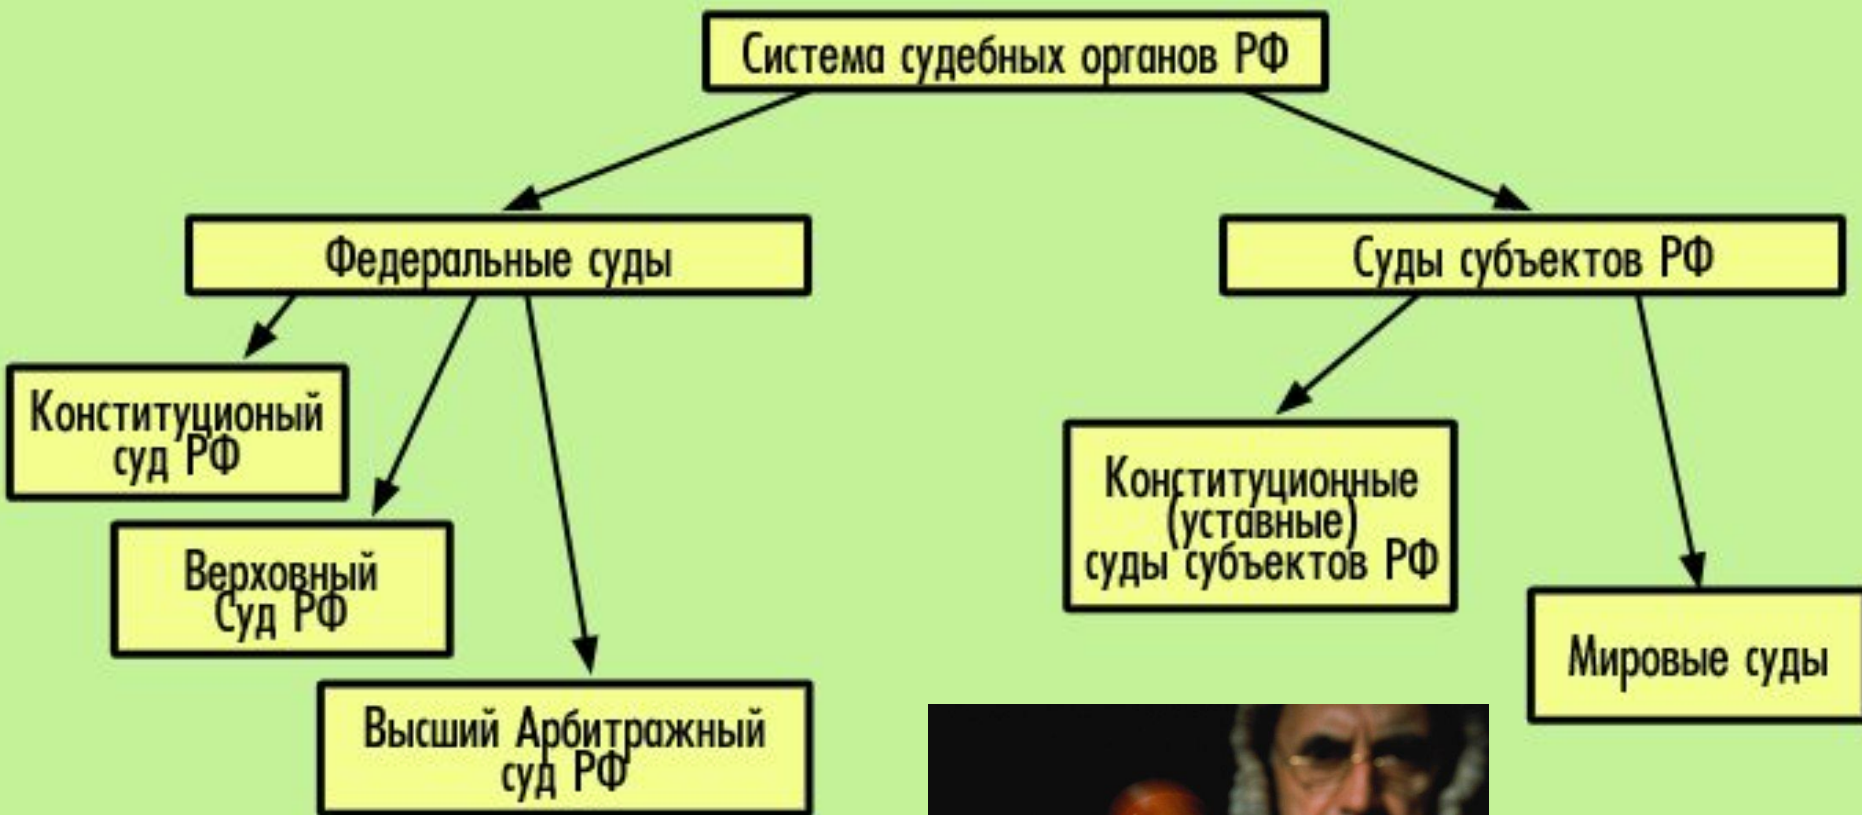 Система судебных органов РФ
Федеральные суды
Суды субъектов РФ
Конституционый
суд РФ
Верховный
Суд РФ
Высший Арбитражный
суд РФ
Конституционные
(уставные)
суды субъектов РФ
Мировые суды